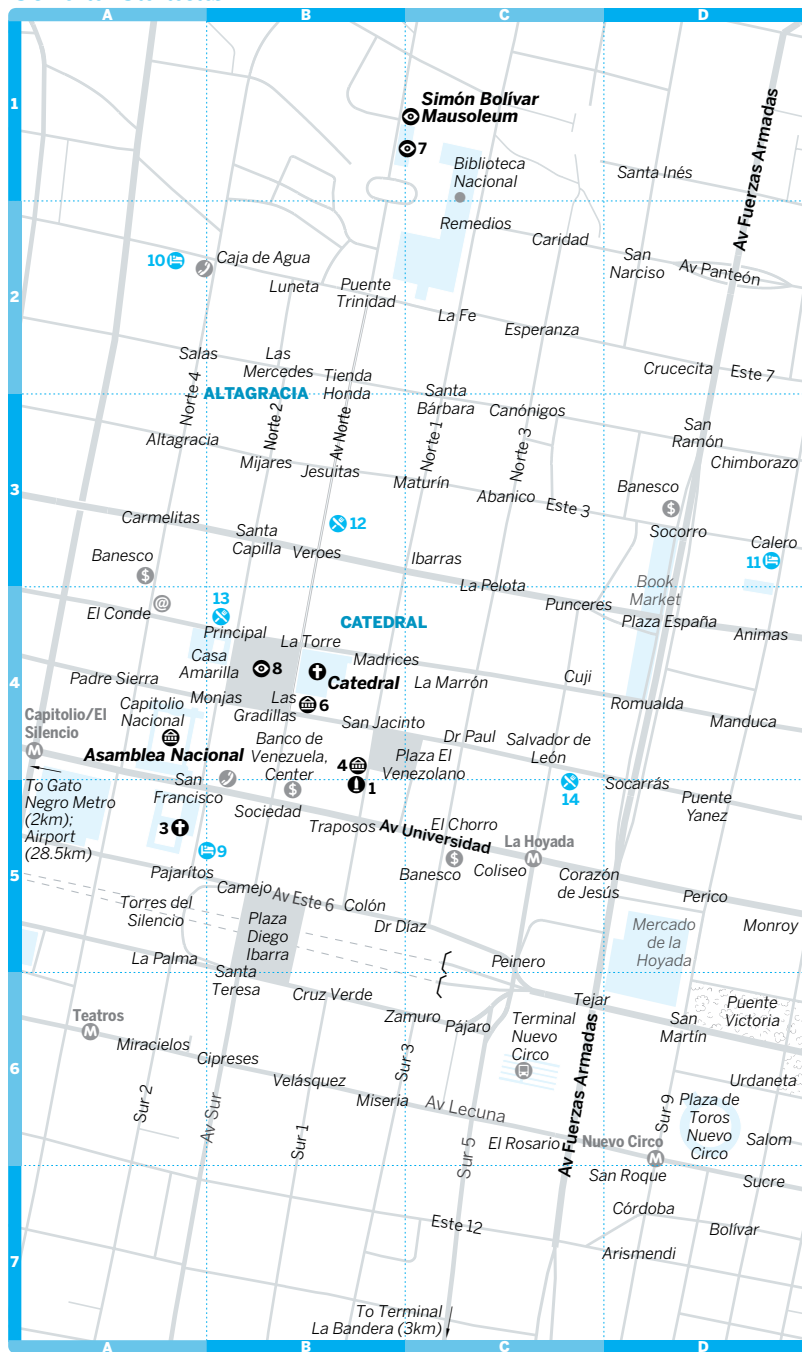 A
B
C
D
1
Simón Bolívar
Mausoleum
7
Biblioteca
Nacional
Santa Inés
Av Fuerzas Armadas
Remedios
Caridad
San
Narciso
Av Panteón
2
10
Caja de Agua
Luneta
Puente
Trinidad
La Fe
Esperanza
Salas
Las
Mercedes
Tienda
Honda
Crucecita
Este 7
ALTAGRACIA
Norte 4
Norte 2
Av Norte
Santa
Bárbara
Norte 1
Canónigos
Norte 3
San
Ramón
Altagracia
Mijares
Jesuitas
Maturín
Chimborazo
3
Abanico
Este 3
Banesco
$
Carmelitas
Santa
Capilla
12
Veroes
Ibarras
Socorro
Calero
11
Banesco
$
La Pelota
Book
Market
@
13
El Conde
Punceres
Plaza España
Principal
CATEDRAL
La Torre
Animas
Casa
Amarilla
8
Madrices
4
Padre Sierra
Catedral
La Marrón
Cuji
Monjas
Las
Gradillas
6
Romualda
Capitolio
Nacional
San Jacinto
Manduca
Capitolio/El
Silencio
M
Asamblea Nacional
Banco de
Venezuela,
Center
$
Dr Paul
Salvador de
León
4
Plaza El
Venezolano
1
14
Socarrás
To Gato
Negro Metro
(2km);
Airport
(28.5km)
San
Francisco
Sociedad
Puente
Yanez
3
Traposos
Av Universidad
El Chorro
La Hoyada
M
9
Banesco
$
Coliseo
Corazón
de Jesús
5
Pajarítos
Camejo
Av Este 6
Colón
Perico
Torres del
Silencio
Plaza
Diego
Ibarra
Dr Díaz
Mercado
de la
Hoyada
Monroy
La Palma
Peinero
Santa
Teresa
Cruz Verde
Tejar
Puente
Victoria
Teatros
M
Zamuro
Pájaro
Terminal
Nuevo
Circo
San
Martín
Miracielos
Cipreses
Sur 3
Av Fuerzas Armadas
6
Velásquez
Urdaneta
Sur 2
Av Sur
Sur 1
Miseria
Av Lecuna
Sur 9
Plaza de
Toros
Nuevo
Circo
Sur 5
El Rosario
Nuevo Circo
M
Salom
San Roque
Sucre
Este 12
Córdoba
Bolívar
Arismendi
7
To Terminal
La Bandera (3km)
A
B
C
D